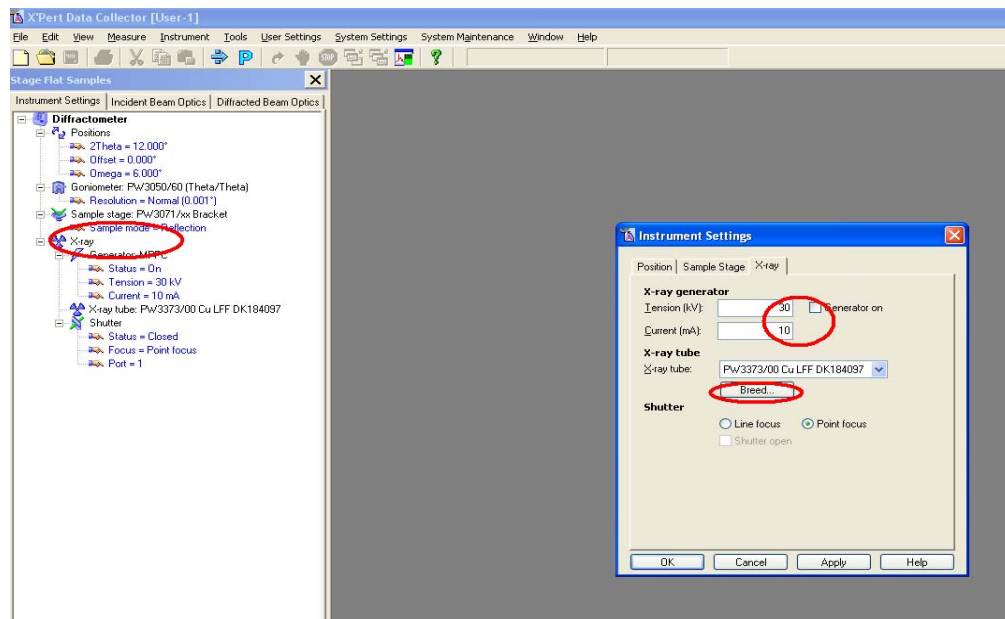 X'Pert Data Collector [User-1]
File Edit View Measure Instrument Tools User Settings System Settings System Maintenance Window Help
Stage Flat Samples
Instrument Settings Incident Beam Optics Diffracted Beam Optics
Diffractometer
Positions
2Theta = 12.000°
Offset = 0.000°
Omega = 6.000°
Goniometer: PW3050/60 (Theta/Theta)
Resolution = Normal (0.001°)
Sample stage: PW3071/xx Bracket
Sample mode = Reflection
X-ray
Generator: MPPC
Status = On
Tension = 30 kV
Current = 10 mA
X-ray tube: PW3373/00 Cu LFF DK184097
Shutter
Status = Closed
Focus = Point focus
Port = 1
Instrument Settings
Position Sample Stage X-ray
X-ray generator
Tension (kV): 30 Generator on
Current (mA): 10
X-ray tube
X-ray tube: PW3373/00 Cu LFF DK184097
Breed...
Shutter
Line focus Point focus
Shutter open
OK Cancel Apply Help